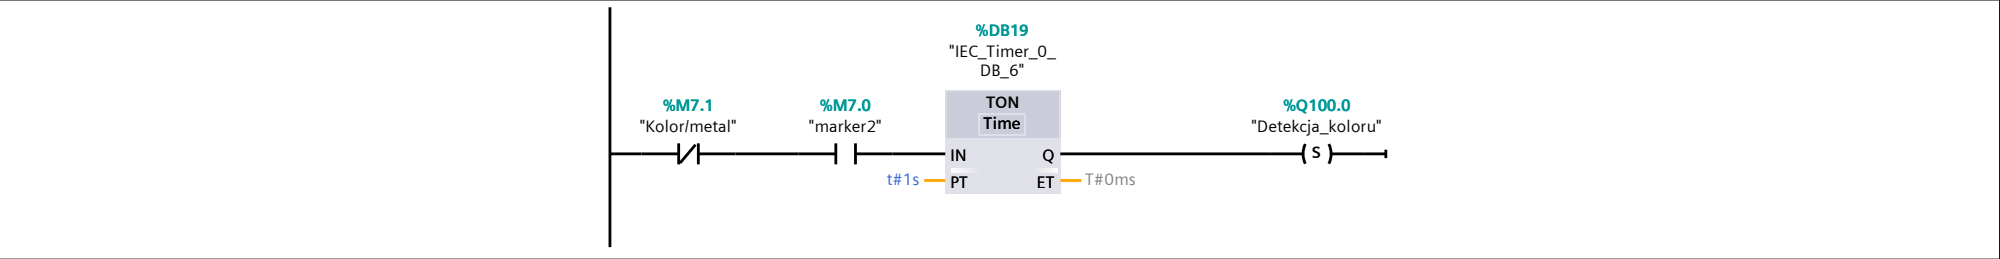 %DB19
"IEC_Timer_0_
DB_6"
%M7.1
"Kolor/metal"
%M7.0
"marker2"
TON
Time
%Q100.0
"Detekcja_koloru"
IN
Q
S
t#1s
PT
ET
T#0ms